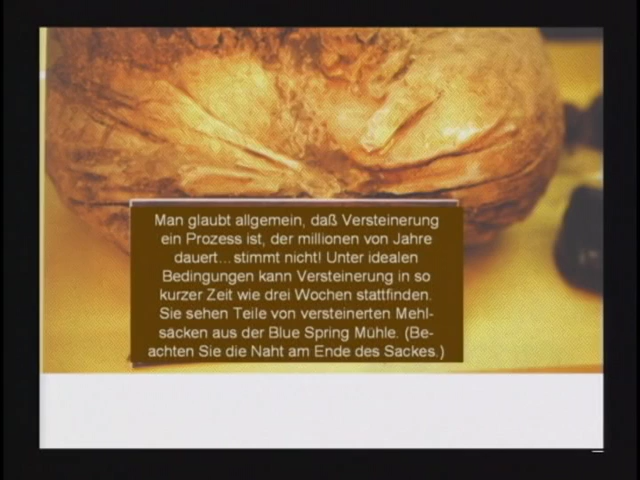 Man glaubt allgemein, daß Versteinerung
ein Prozess ist, der millionen von Jahre
dauert...stimmt nicht! Unter idealen
Bedingungen kann Versteinerung in so
kurzer Zeit wie drei Wochen stattfinden.
Sie sehen Teile von versteinerten Mehl-
säcken aus der Blue Spring Mühle. (Be-
achten Sie die Naht am Ende des Sackes.)